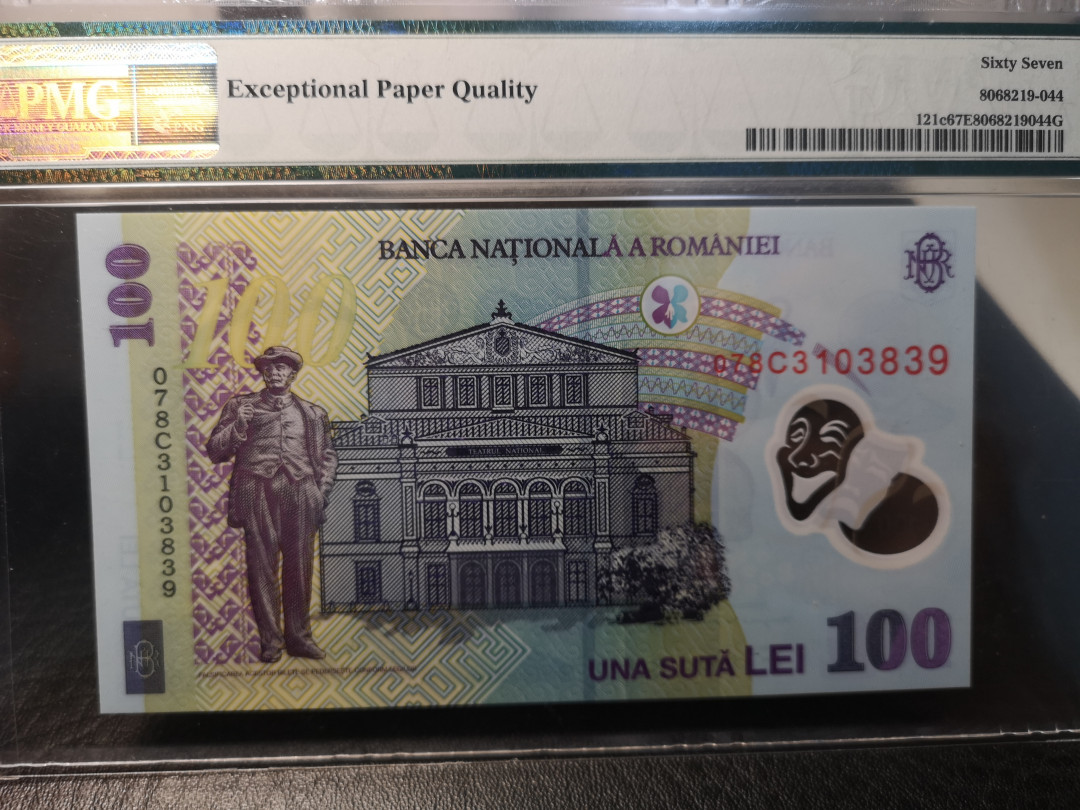 PMG
Exceptional Paper Quality
Sixty Seven
8068219-044
121c67E8068219044G
BANCA NAȚIONALĂ A ROMÂNIEI
100
100
078C3103839
078C3103839
TEATRUL NAȚIONAL
UNA SUTĂ LEI 100